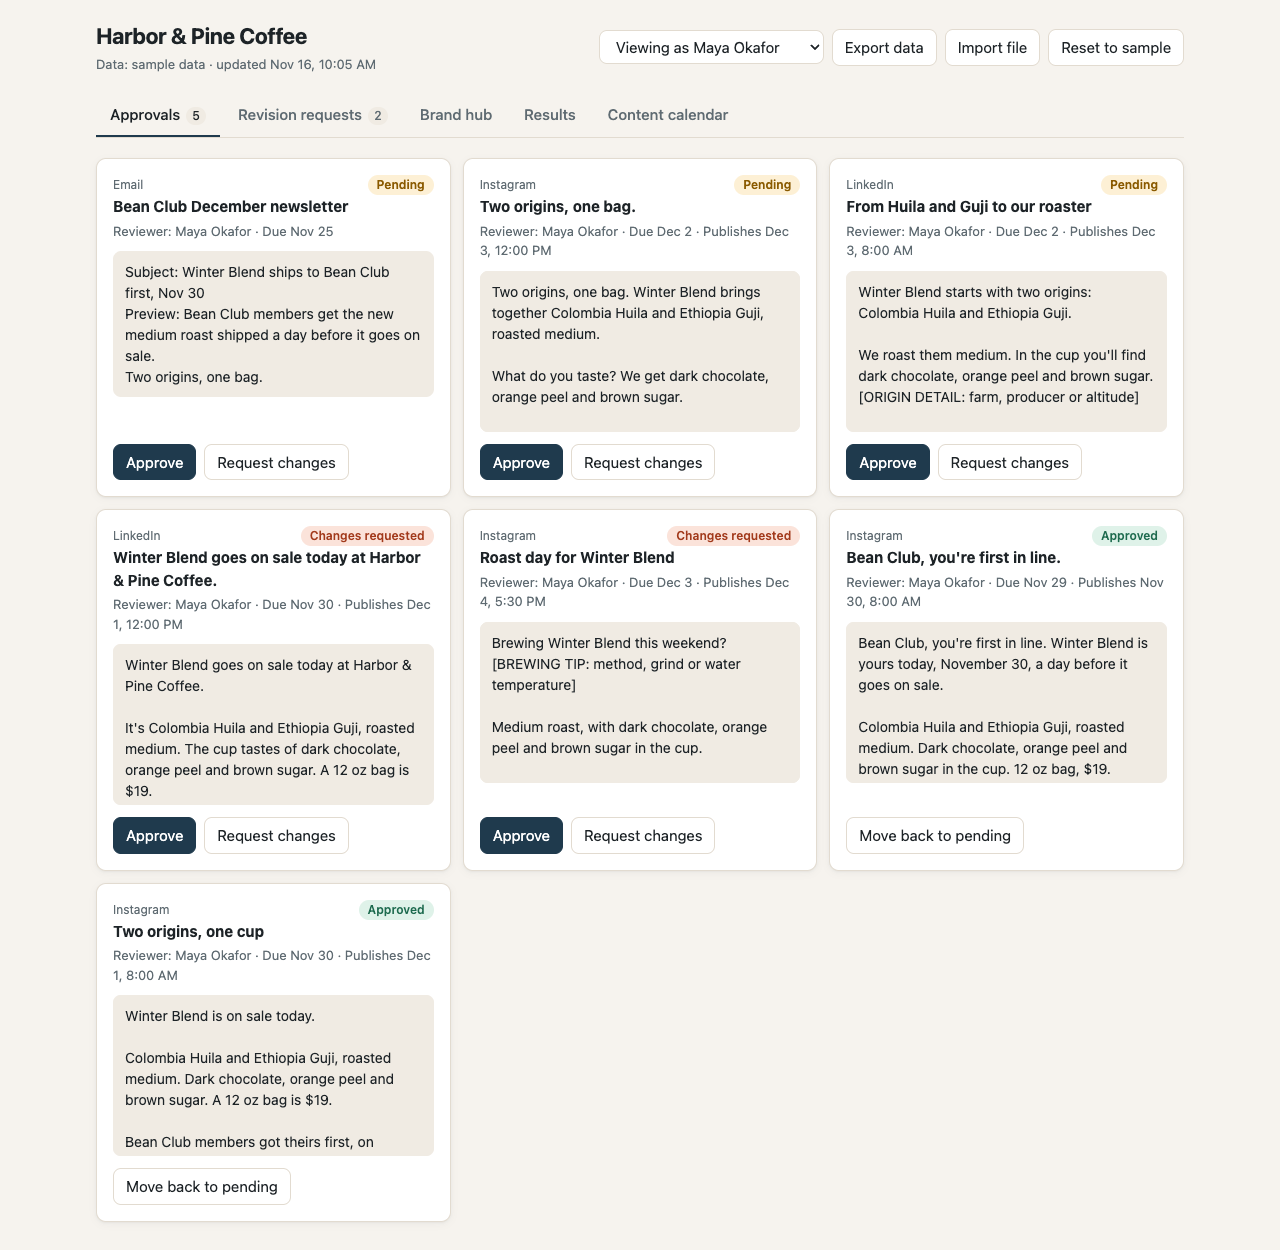 Harbor & Pine Coffee
Data: sample data · updated Nov 16, 10:05 AM
Viewing as Maya Okafor
Export data
Import file
Reset to sample
Approvals 5
Revision requests 2
Brand hub
Results
Content calendar
Email
Pending
Bean Club December newsletter
Reviewer: Maya Okafor · Due Nov 25
Subject: Winter Blend ships to Bean Club
first, Nov 30
Preview: Bean Club members get the new
medium roast shipped a day before it goes on
sale.
Two origins, one bag.
Approve
Request changes
Instagram
Pending
Two origins, one bag.
Reviewer: Maya Okafor · Due Dec 2 · Publishes Dec
3, 12:00 PM
Two origins, one bag. Winter Blend brings
together Colombia Huila and Ethiopia Guji,
roasted medium.
What do you taste? We get dark chocolate,
orange peel and brown sugar.
Approve
Request changes
LinkedIn
Pending
From Huila and Guji to our roaster
Reviewer: Maya Okafor · Due Dec 2 · Publishes Dec
3, 8:00 AM
Winter Blend starts with two origins:
Colombia Huila and Ethiopia Guji.
We roast them medium. In the cup you'll find
dark chocolate, orange peel and brown sugar.
[ORIGIN DETAIL: farm, producer or altitude]
Approve
Request changes
LinkedIn
Changes requested
Winter Blend goes on sale today at Harbor
& Pine Coffee.
Reviewer: Maya Okafor · Due Nov 30 · Publishes Dec
1, 12:00 PM
Winter Blend goes on sale today at Harbor &
Pine Coffee.
It's Colombia Huila and Ethiopia Guji, roasted
medium. The cup tastes of dark chocolate,
orange peel and brown sugar. A 12 oz bag is
$19.
Approve
Request changes
Instagram
Changes requested
Roast day for Winter Blend
Reviewer: Maya Okafor · Due Dec 3 · Publishes Dec
4, 5:30 PM
Brewing Winter Blend this weekend?
[BREWING TIP: method, grind or water
temperature]
Medium roast, with dark chocolate, orange
peel and brown sugar in the cup.
Approve
Request changes
Instagram
Approved
Bean Club, you're first in line.
Reviewer: Maya Okafor · Due Nov 29 · Publishes Nov
30, 8:00 AM
Bean Club, you're first in line. Winter Blend is
yours today, November 30, a day before it
goes on sale.
Colombia Huila and Ethiopia Guji, roasted
medium. Dark chocolate, orange peel and
brown sugar in the cup. 12 oz bag, $19.
Move back to pending
Instagram
Approved
Two origins, one cup
Reviewer: Maya Okafor · Due Nov 30 · Publishes Dec
1, 8:00 AM
Winter Blend is on sale today.
Colombia Huila and Ethiopia Guji, roasted
medium. Dark chocolate, orange peel and
brown sugar. A 12 oz bag is $19.
Bean Club members got theirs first, on
Move back to pending